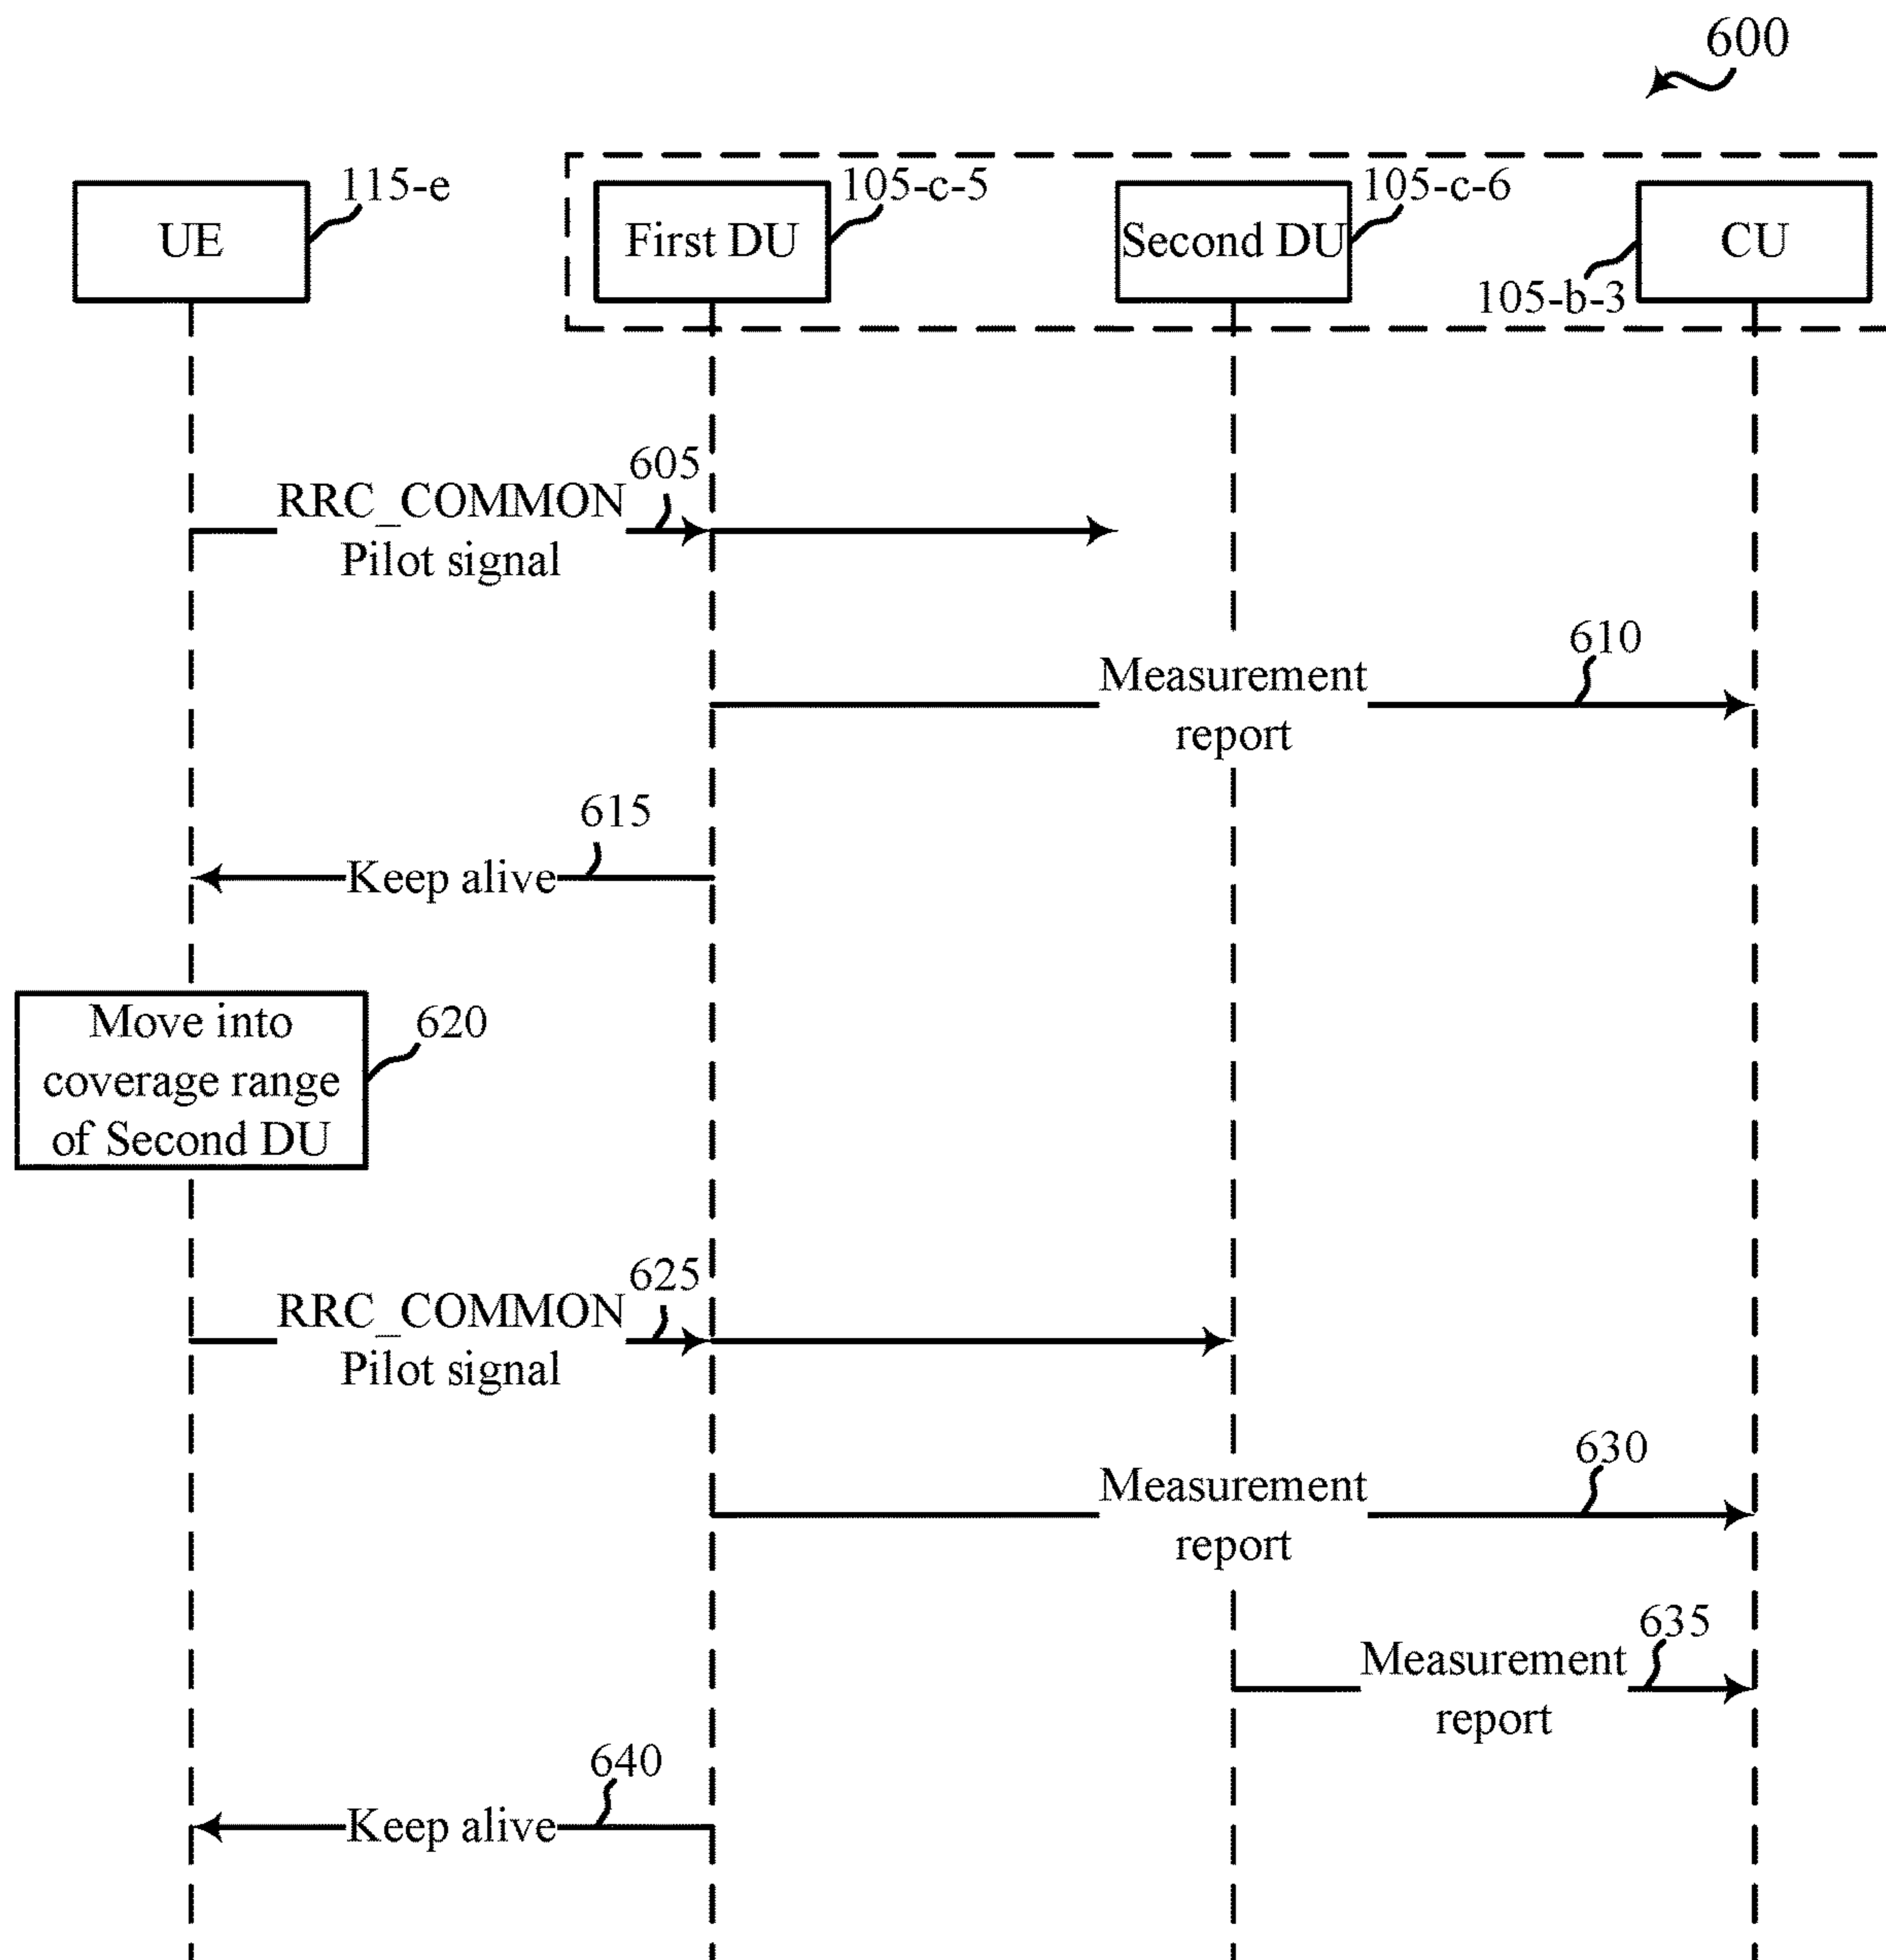 600
115-e
105-c-5
105-c-6
UE
First DU
Second DU
CU
105-b-3
605
RRC_COMMON
Pilot signal
610
Measurement
report
615
Keep alive
Move into
coverage range
of Second DU
620
625
RRC_COMMON
Pilot signal
630
Measurement
report
635
Measurement
report
640
Keep alive